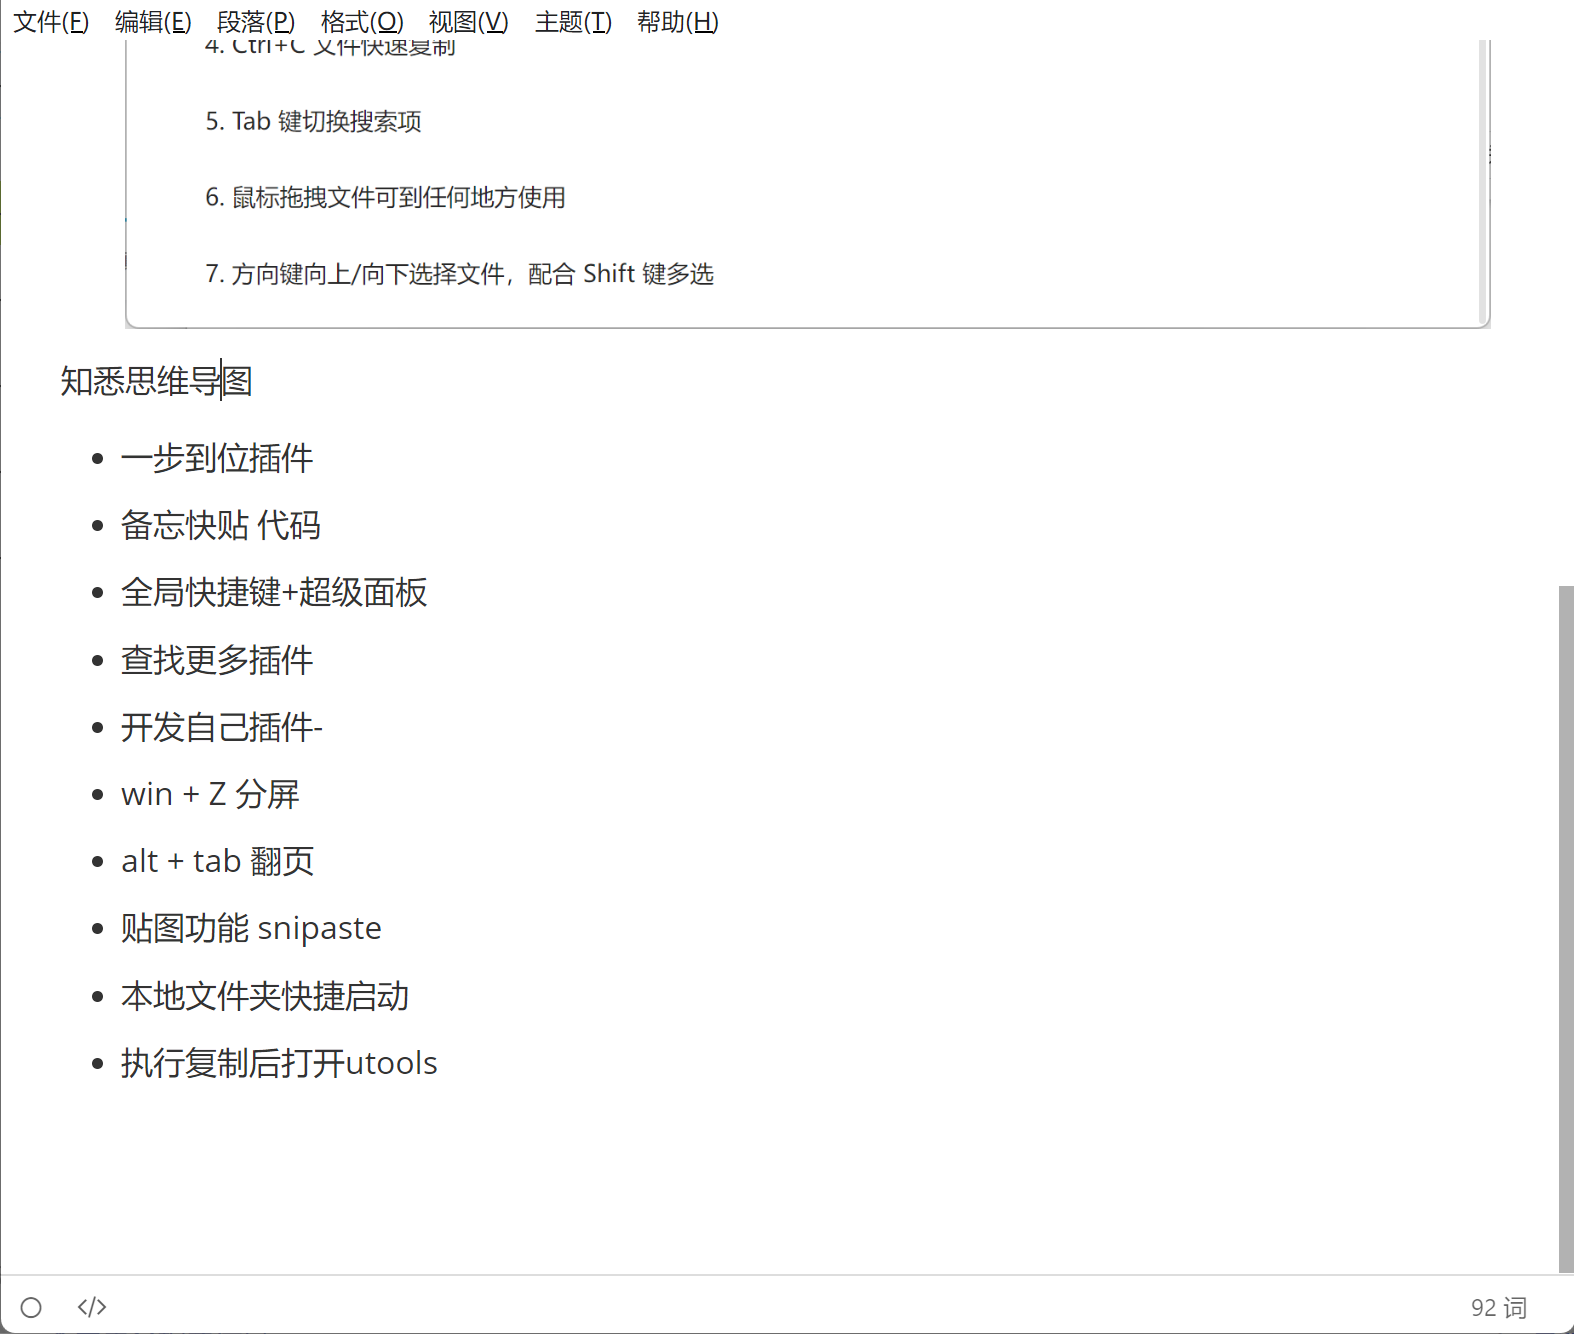 文件(F) 编辑(E) 段落(P) 格式(O) 视图(V) 主题(T) 帮助(H)
4. Ctrl+C 文件快速复制
5. Tab 键切换搜索项
6. 鼠标拖拽文件可到任何地方使用
7. 方向键向上/向下选择文件，配合 Shift 键多选
知悉思维导图
一步到位插件
备忘快贴 代码
全局快捷键+超级面板
查找更多插件
开发自己插件-
win + Z 分屏
alt + tab 翻页
贴图功能 snipaste
本地文件夹快捷启动
执行复制后打开utools
</> 92 词